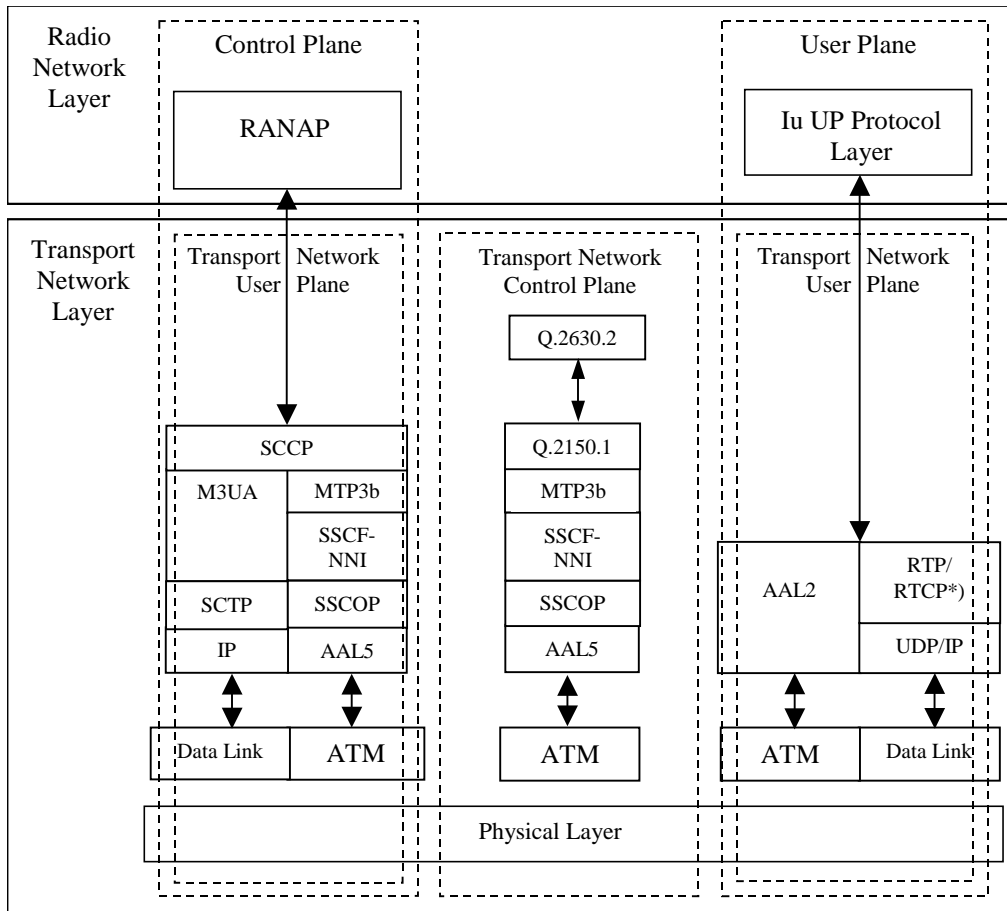 Radio
Network
Layer
Control Plane
RANAP
User Plane
Iu UP Protocol
Layer
Transport
Network
Layer
Transport Network
User Plane
SCCP
M3UA
SCTP
IP
MTP3b
SSCF-
NNI
SSCOP
AAL5
Data Link
ATM
Transport Network
Control Plane
Q.2630.2
Q.2150.1
MTP3b
SSCF-
NNI
SSCOP
AAL5
ATM
Transport Network
User Plane
AAL2
RTP/
RTCP*)
UDP/IP
ATM
Data Link
Physical Layer